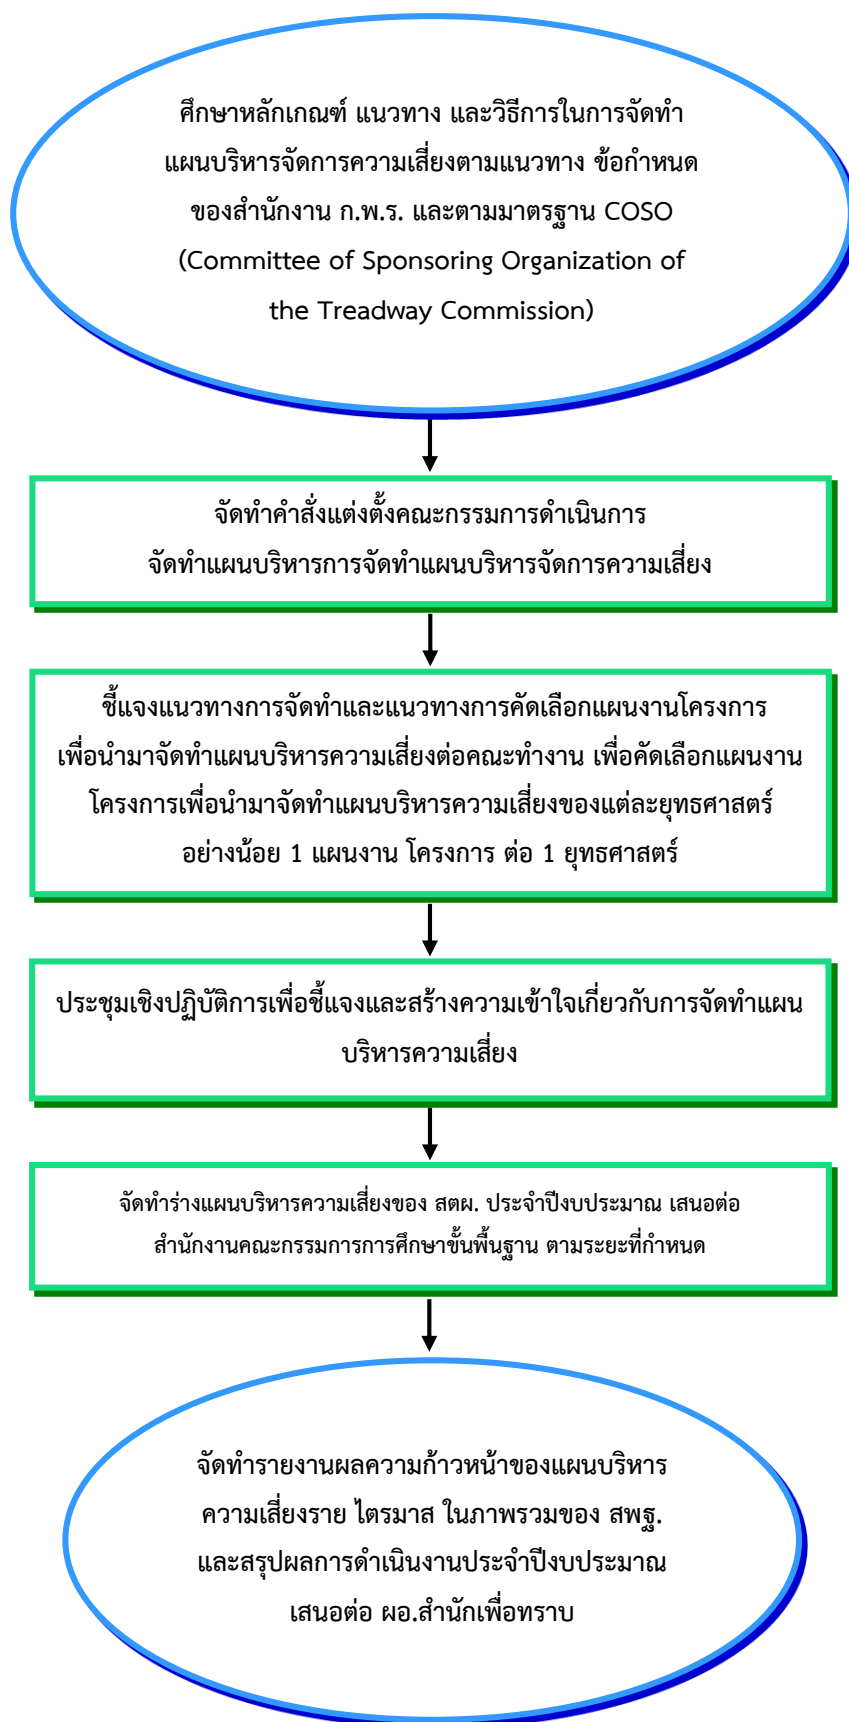 ศึกษาหลักเกณฑ์ แนวทาง และวิธีการในการจัดทำ
แผนบริหารจัดการความเสี่ยงตามแนวทาง ข้อกำหนด
ของสำนักงาน ก.พ.ร. และตามมาตรฐาน COSO
(Committee of Sponsoring Organization of
the Treadway Commission)
จัดทำคำสั่งแต่งตั้งคณะกรรมการดำเนินการ
จัดทำแผนบริหารการจัดทำแผนบริหารจัดการความเสี่ยง
ชี้แจงแนวทางการจัดทำและแนวทางการคัดเลือกแผนงานโครงการ
เพื่อนำมาจัดทำแผนบริหารความเสี่ยงต่อคณะทำงาน เพื่อคัดเลือกแผนงาน
โครงการเพื่อนำมาจัดทำแผนบริหารความเสี่ยงของแต่ละยุทธศาสตร์
อย่างน้อย 1 แผนงาน โครงการ ต่อ 1 ยุทธศาสตร์
ประชุมเชิงปฏิบัติการเพื่อชี้แจงและสร้างความเข้าใจเกี่ยวกับการจัดทำแผน
บริหารความเสี่ยง
จัดทำร่างแผนบริหารความเสี่ยงของ สตผ. ประจำปีงบประมาณ เสนอต่อ
สำนักงานคณะกรรมการการศึกษาขั้นพื้นฐาน ตามระยะที่กำหนด
จัดทำรายงานผลความก้าวหน้าของแผนบริหาร
ความเสี่ยงราย ไตรมาส ในภาพรวมของ สพฐ.
และสรุปผลการดำเนินงานประจำปีงบประมาณ
เสนอต่อ ผอ.สำนักเพื่อทราบ